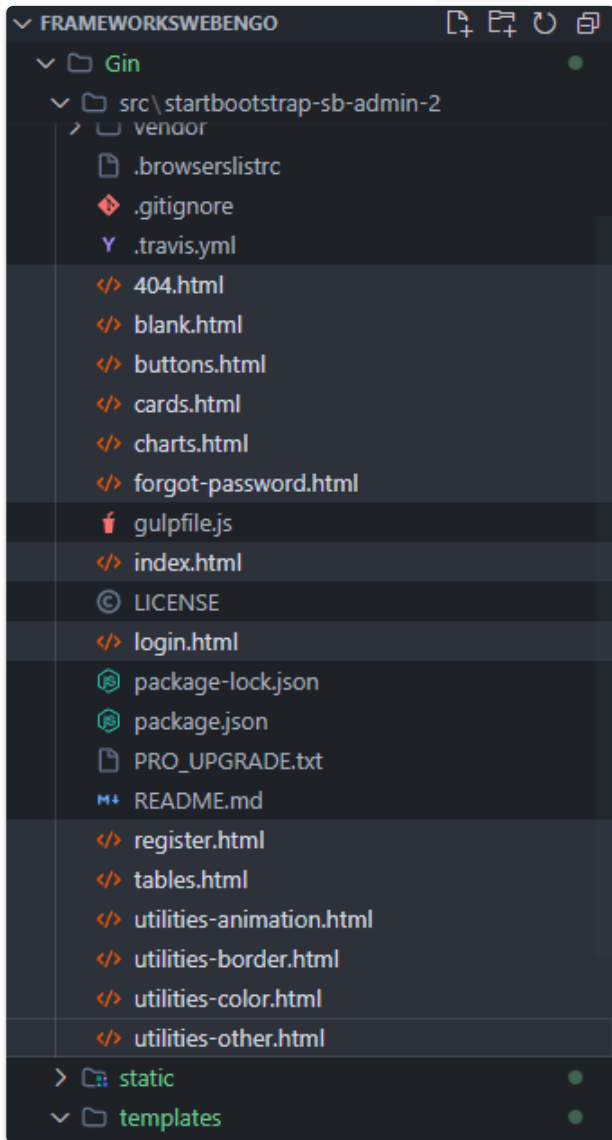 FRAMEWORKSWEBENGO
Gin
src\startbootstrap-sb-admin-2
vendor
.browserslistrc
.gitignore
Y .travis.yml
404.html
blank.html
buttons.html
cards.html
charts.html
forgot-password.html
gulpfile.js
index.html
LICENSE
login.html
package-lock.json
package.json
PRO_UPGRADE.txt
README.md
register.html
tables.html
utilities-animation.html
utilities-border.html
utilities-color.html
utilities-other.html
static
templates